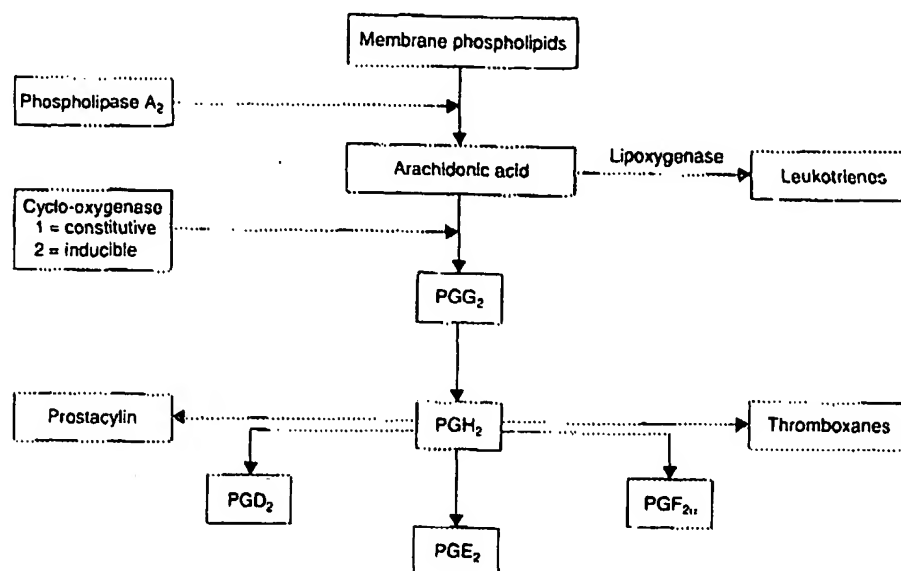 Membrane phospholipids
Phospholipase A₂
Arachidonic acid
Lipoxygenase
Leukotrienes
Cyclo-oxygenase
1 = constitutive
2 = inducible
PGG₂
Prostacylin
PGH₂
Thromboxanes
PGD₂
PGF₂α
PGE₂